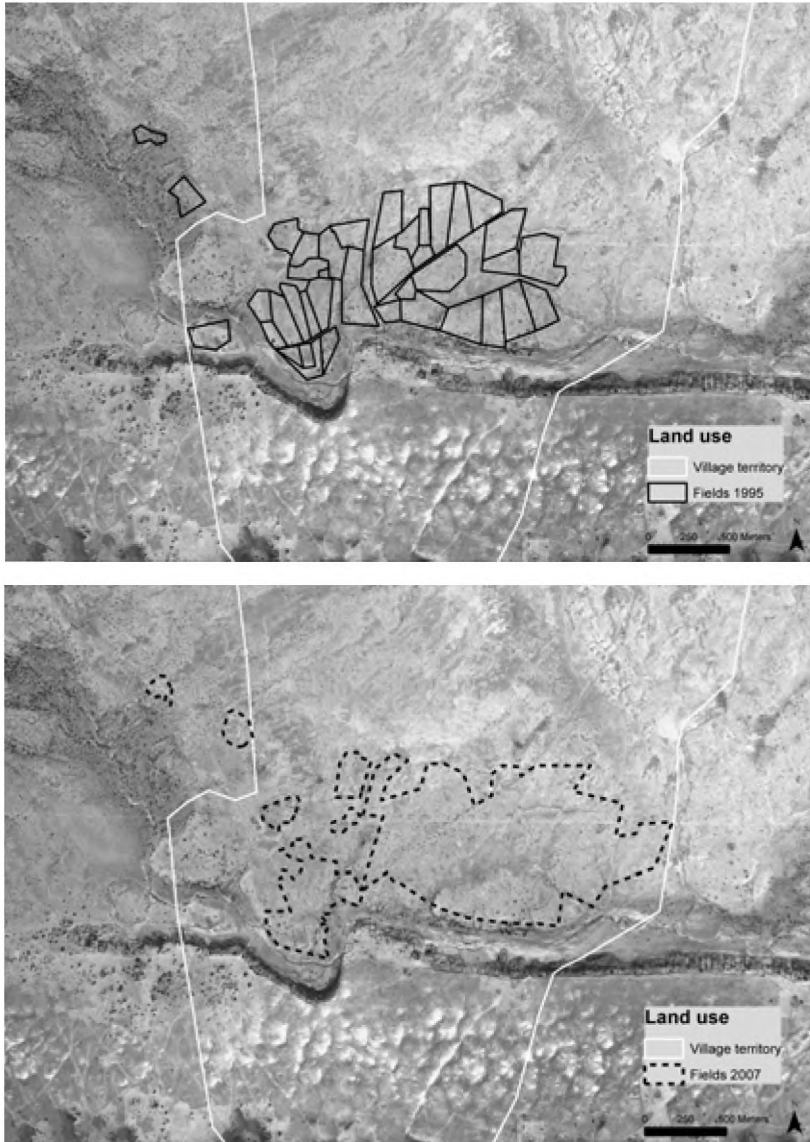 Land use
Village territory
Fields 1995
0 250 500 Meters
Land use
Village territory
Fields 2007
0 250 500 Meters